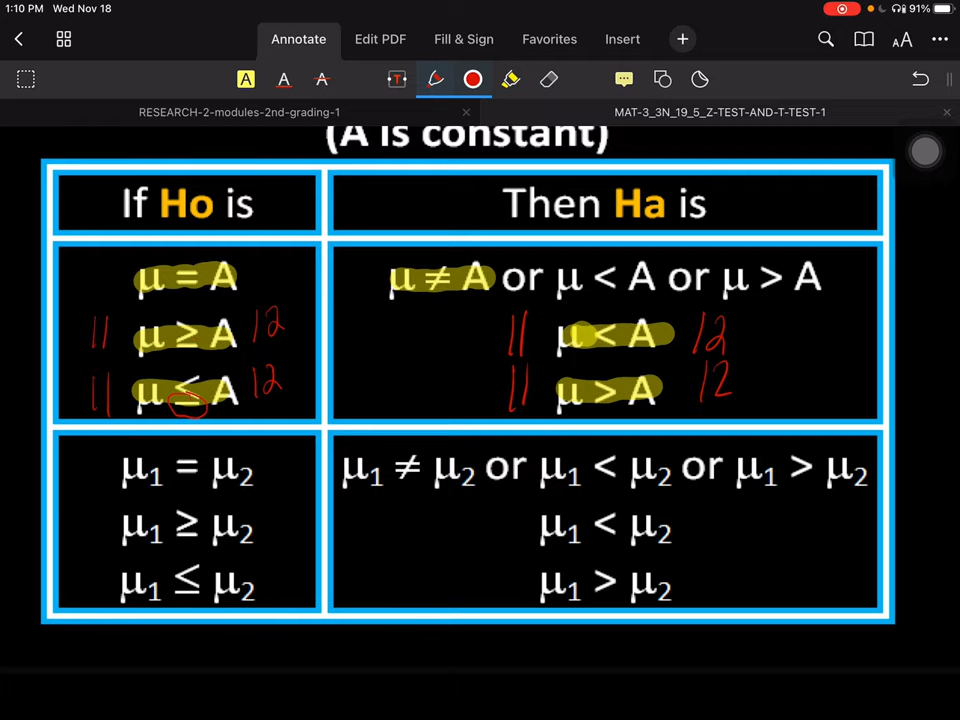 1:10 PM Wed Nov 18 91%
Annotate Edit PDF Fill & Sign Favorites Insert
RESEARCH-2-modules-2nd-grading-1 MAT-3_3N_19_5_Z-TEST-AND-T-TEST-1
(A is constant)
If Ho is Then Ha is
μ = A μ ≠ A or μ < A or μ > A
11 μ ≥ A 12 11 μ < A 12
11 μ ≤ A 12 11 μ > A 12
μ₁ = μ₂ μ₁ ≠ μ₂ or μ₁ < μ₂ or μ₁ > μ₂
μ₁ ≥ μ₂ μ₁ < μ₂
μ₁ ≤ μ₂ μ₁ > μ₂